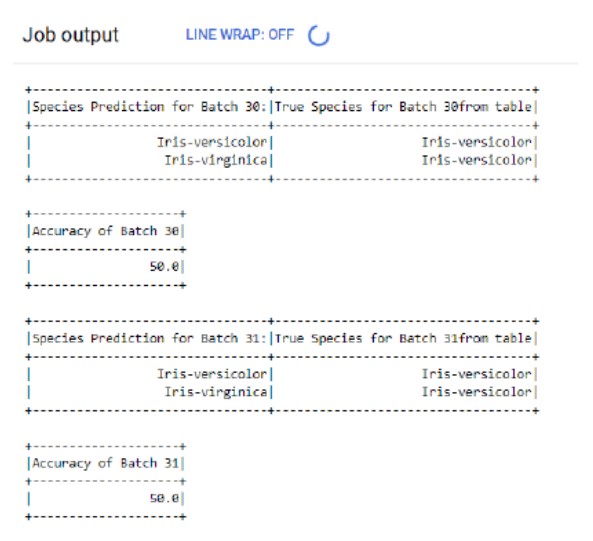 Job output LINE WRAP: OFF
+-------------------------+---------------------------+
|Species Prediction for Batch 30:|True Species for Batch 30from table|
+-------------------------+---------------------------+
| Iris-versicolor| Iris-versicolor|
| Iris-virginica| Iris-versicolor|
+-------------------------+---------------------------+
+--------------------+
|Accuracy of Batch 30|
+--------------------+
| 50.0|
+--------------------+
+-------------------------+---------------------------+
|Species Prediction for Batch 31:|True Species for Batch 31from table|
+-------------------------+---------------------------+
| Iris-versicolor| Iris-versicolor|
| Iris-virginica| Iris-versicolor|
+-------------------------+---------------------------+
+--------------------+
|Accuracy of Batch 31|
+--------------------+
| 50.0|
+--------------------+